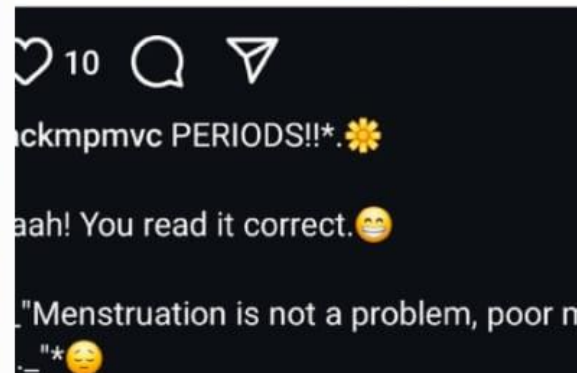 10
ckmpmvc PERIODS!!*.🌼
aah! You read it correct.😁
_"Menstruation is not a problem, poor
._"*😔